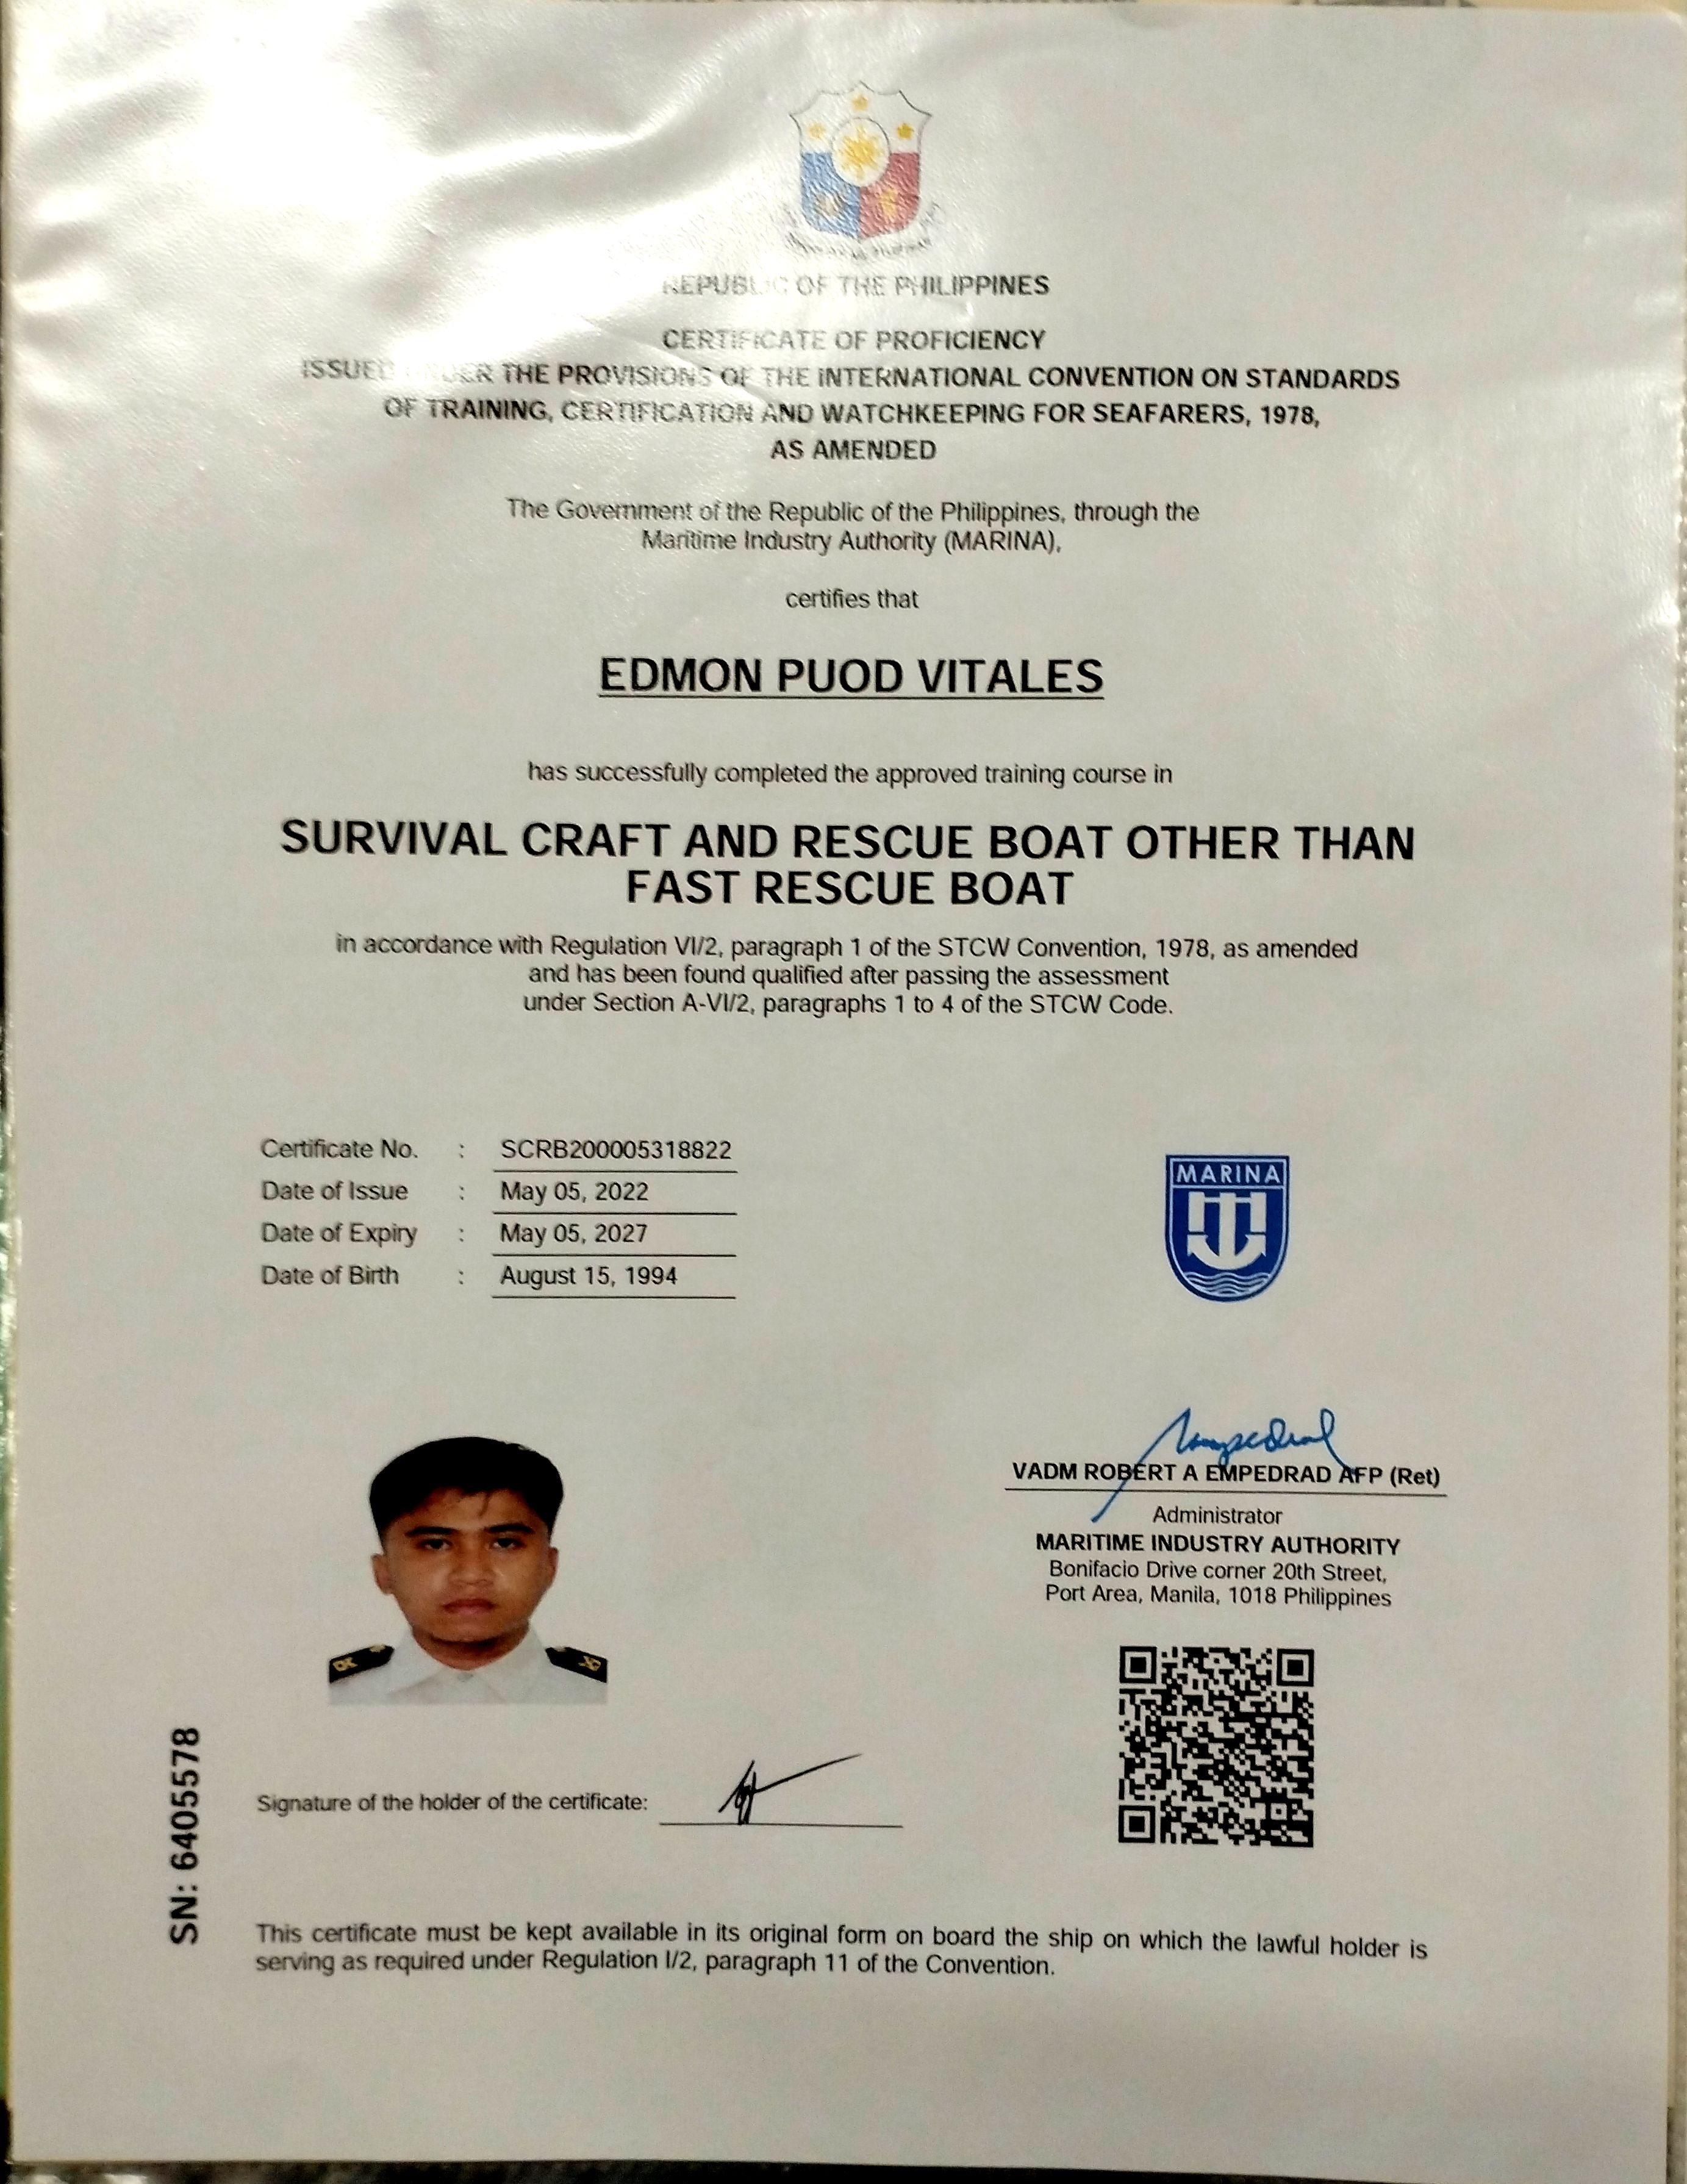 REPUBLIC OF THE PHILIPPINES
CERTIFICATE OF PROFICIENCY
ISSUED UNDER THE PROVISIONS OF THE INTERNATIONAL CONVENTION ON STANDARDS
OF TRAINING, CERTIFICATION AND WATCHKEEPING FOR SEAFARERS, 1978,
AS AMENDED
The Government of the Republic of the Philippines, through the
Maritime Industry Authority (MARINA),
certifies that
EDMON PUOD VITALES
has successfully completed the approved training course in
SURVIVAL CRAFT AND RESCUE BOAT OTHER THAN
FAST RESCUE BOAT
in accordance with Regulation VI/2, paragraph 1 of the STCW Convention, 1978, as amended
and has been found qualified after passing the assessment
under Section A-VI/2, paragraphs 1 to 4 of the STCW Code.
Certificate No. : SCRB200005318822
Date of Issue : May 05, 2022
Date of Expiry : May 05, 2027
Date of Birth : August 15, 1994
MARINA
VADM ROBERT A EMPEDRAD AFP (Ret)
Administrator
MARITIME INDUSTRY AUTHORITY
Bonifacio Drive corner 20th Street,
Port Area, Manila, 1018 Philippines
Signature of the holder of the certificate:
SN: 6405578
This certificate must be kept available in its original form on board the ship on which the lawful holder is
serving as required under Regulation I/2, paragraph 11 of the Convention.